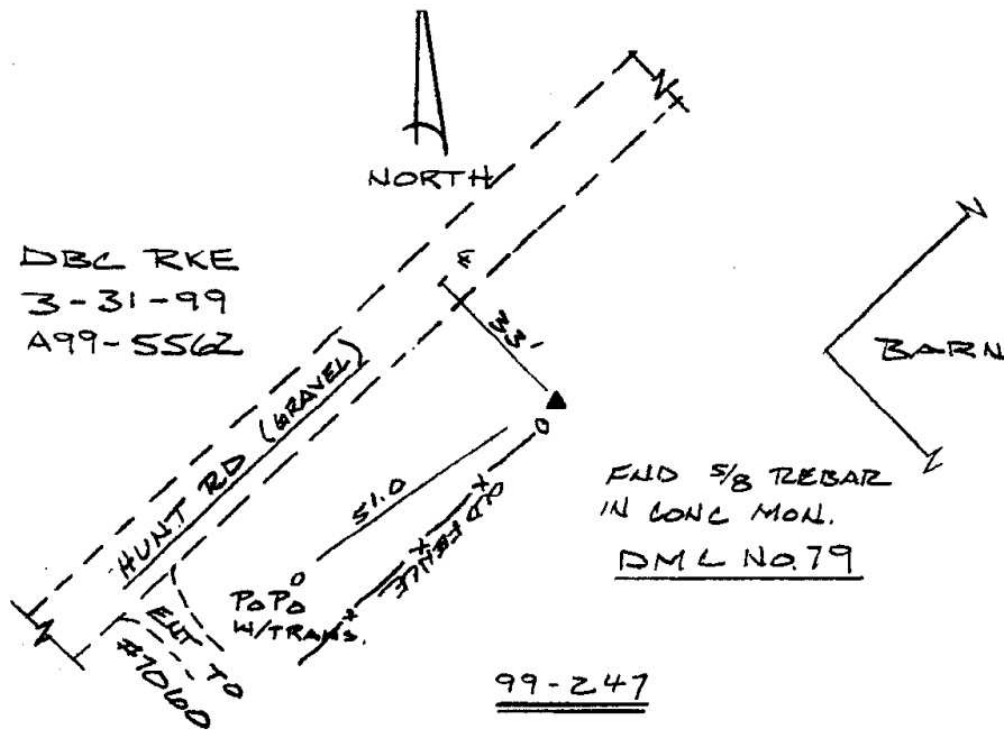 NORTH
DBC RKE
3-31-99
A99-5562
33'
BARN
HUNT RD (GRAVEL)
51.0
OLD FENCE
FND 5/8 REBAR
IN CONC MON.
DMC NO. 79
PoPo
W/TRANS.
ENT TO
#7060
99-247